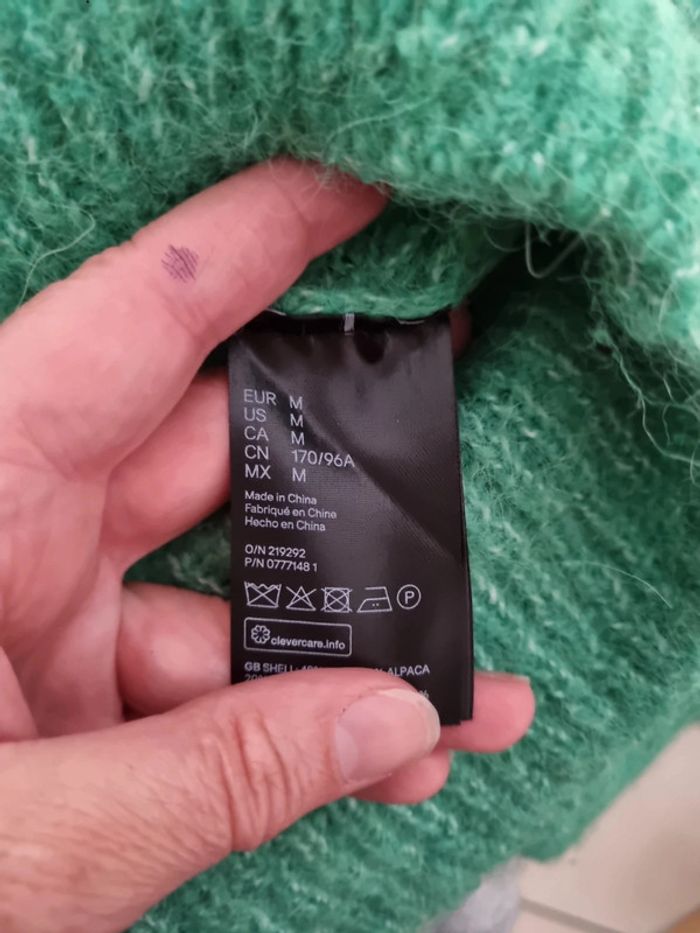 EUR M
US M
CA M
CN 170/96A
MX M
Made in China
Fabriqué en Chine
Hecho en China
O/N 219292
P/N 0777148 1
P
clevercare.info
GB SHELL: ALPACA